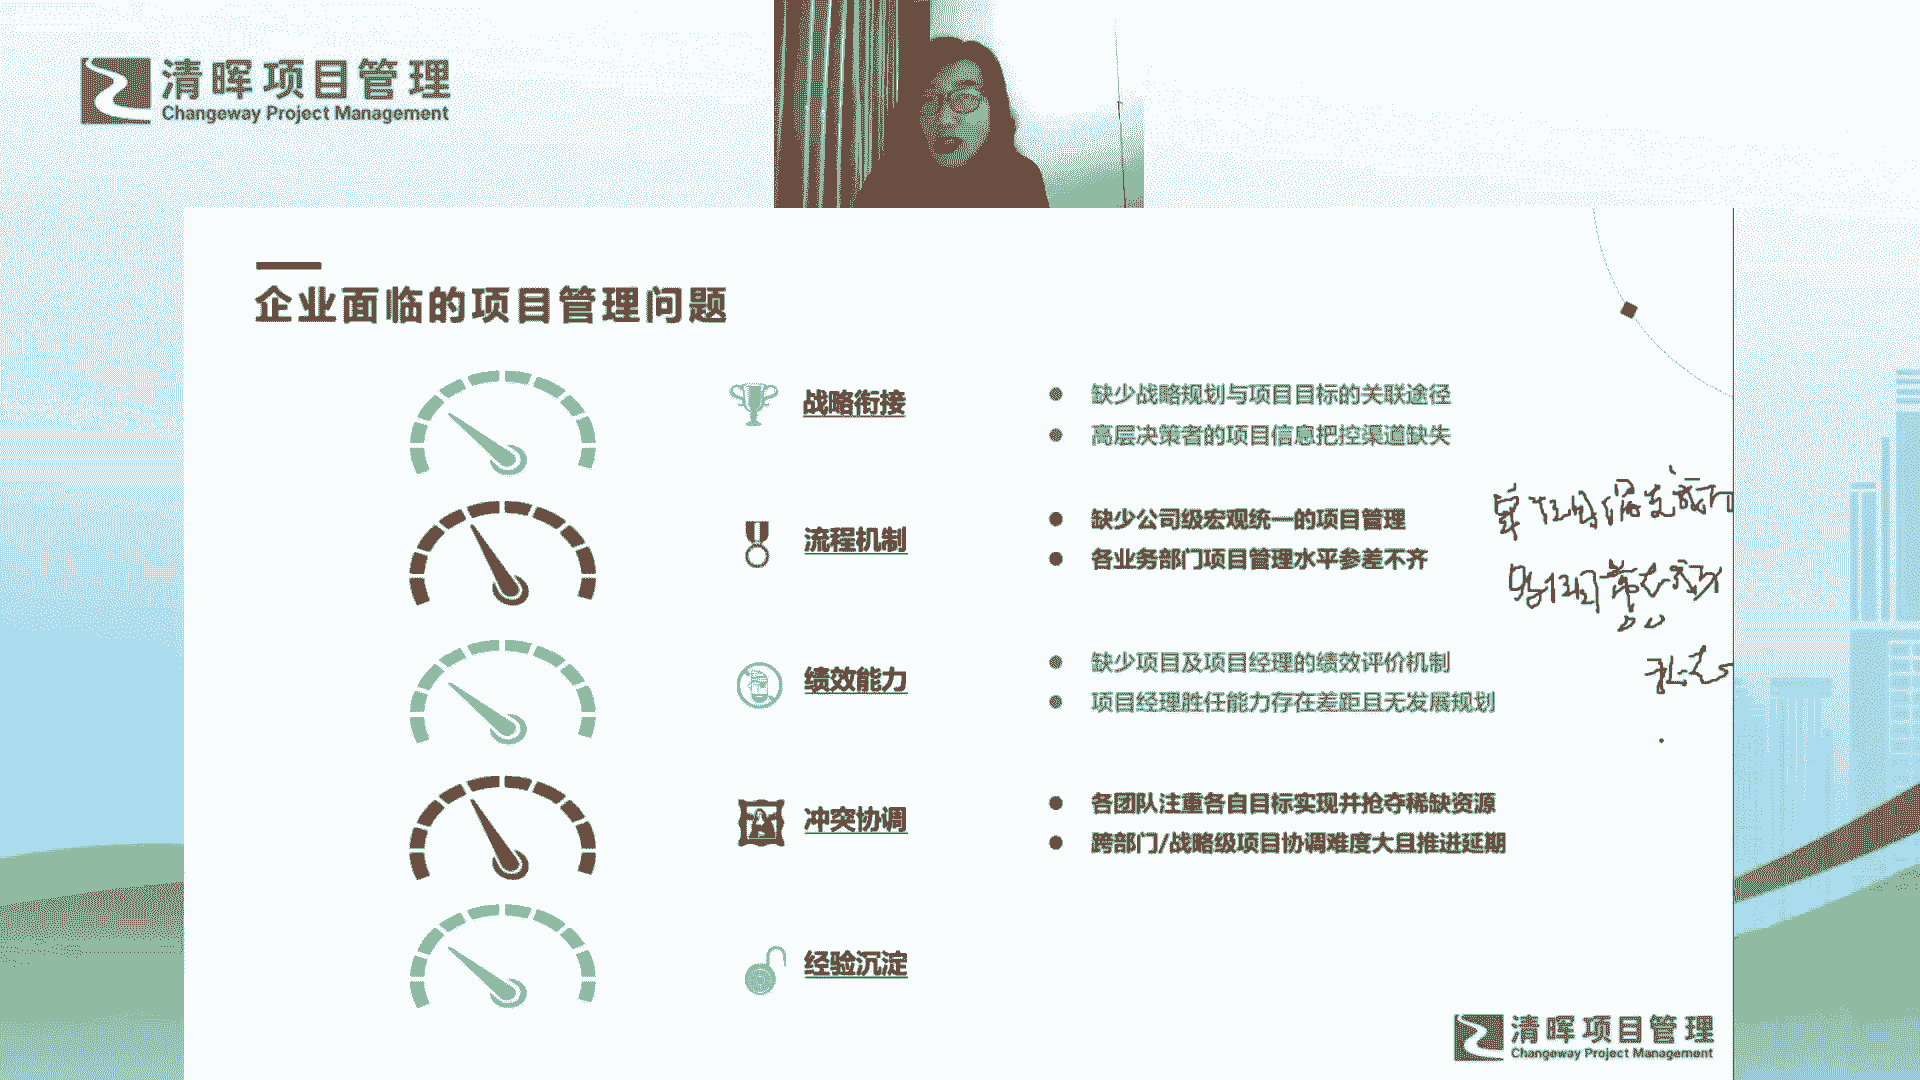 清晖项目管理
Changeway Project Management
企业面临的项目管理问题
战略衔接
缺少战略规划与项目目标的关联途径
高层决策者的项目信息把控渠道缺失
流程机制
缺少公司级宏观统一的项目管理
各业务部门项目管理水平参差不齐
绩效能力
缺少项目及项目经理的绩效评价机制
项目经理胜任能力存在差距且无发展规划
冲突协调
各团队注重各自目标实现并抢夺稀缺资源
跨部门/战略级项目协调难度大且推进延期
经验沉淀
清晖项目管理
Changeway Project Management